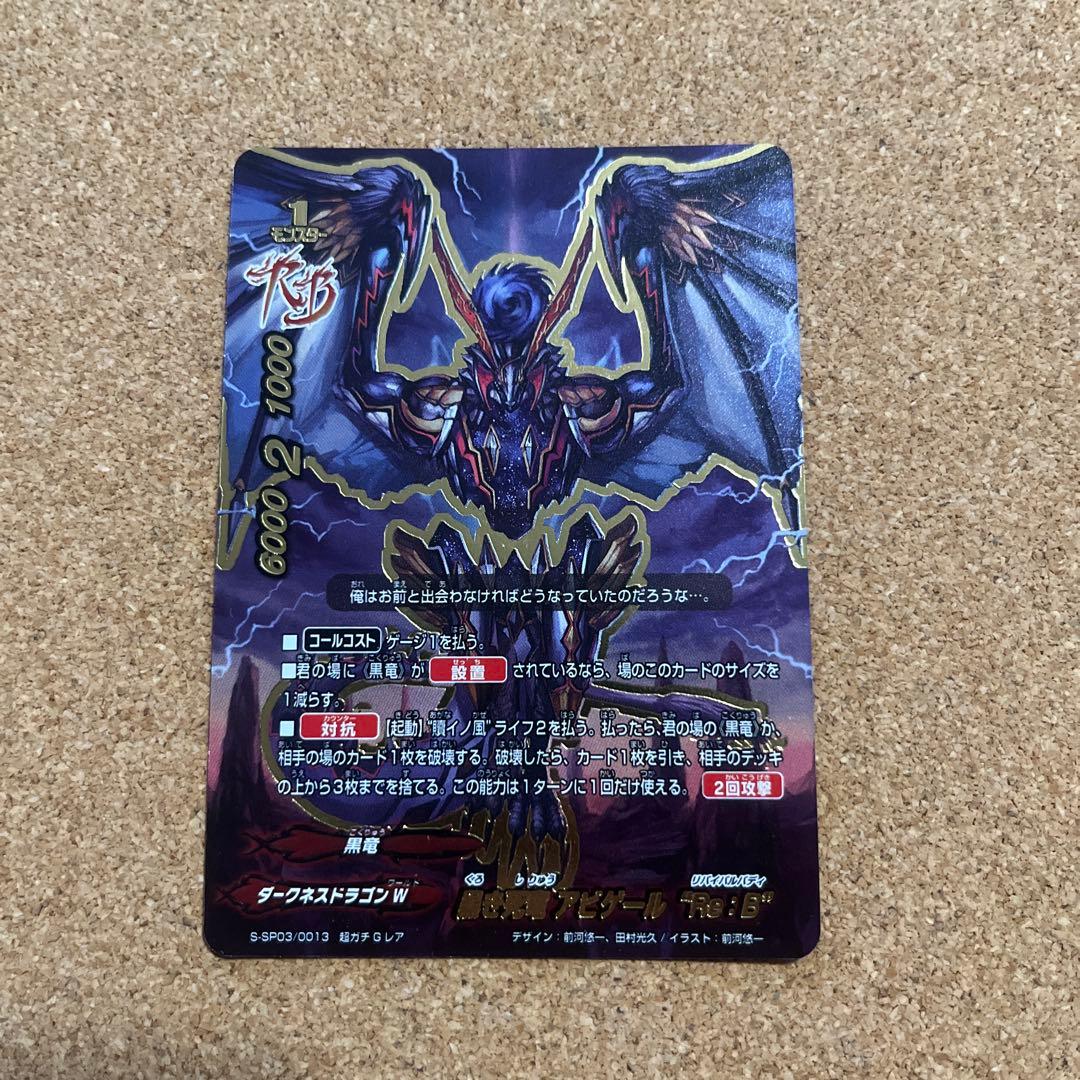 1
モンスター
RB
6000 2 1000
俺はお前と出会わなければどうなっていたのだろうな…。
■ コールコスト ゲージ1を払う。
■君の場に《黒竜》が 設置 されているなら、場のこのカードのサイズを
1減らす。
■ 対抗 【起動】“贖イノ風” ライフ2を払う。払ったら、君の場の《黒竜》か、
相手の場のカード1枚を破壊する。破壊したら、カード1枚を引き、相手のデッキ
の上から3枚までを捨てる。この能力は1ターンに1回だけ使える。 2回攻撃
黒竜
ダークネスドラゴンW
黒き死竜 アビゲール “Re:B”
S-SP03/0013 超ガチGレア
デザイン：前河悠一、田村光久 / イラスト：前河悠一